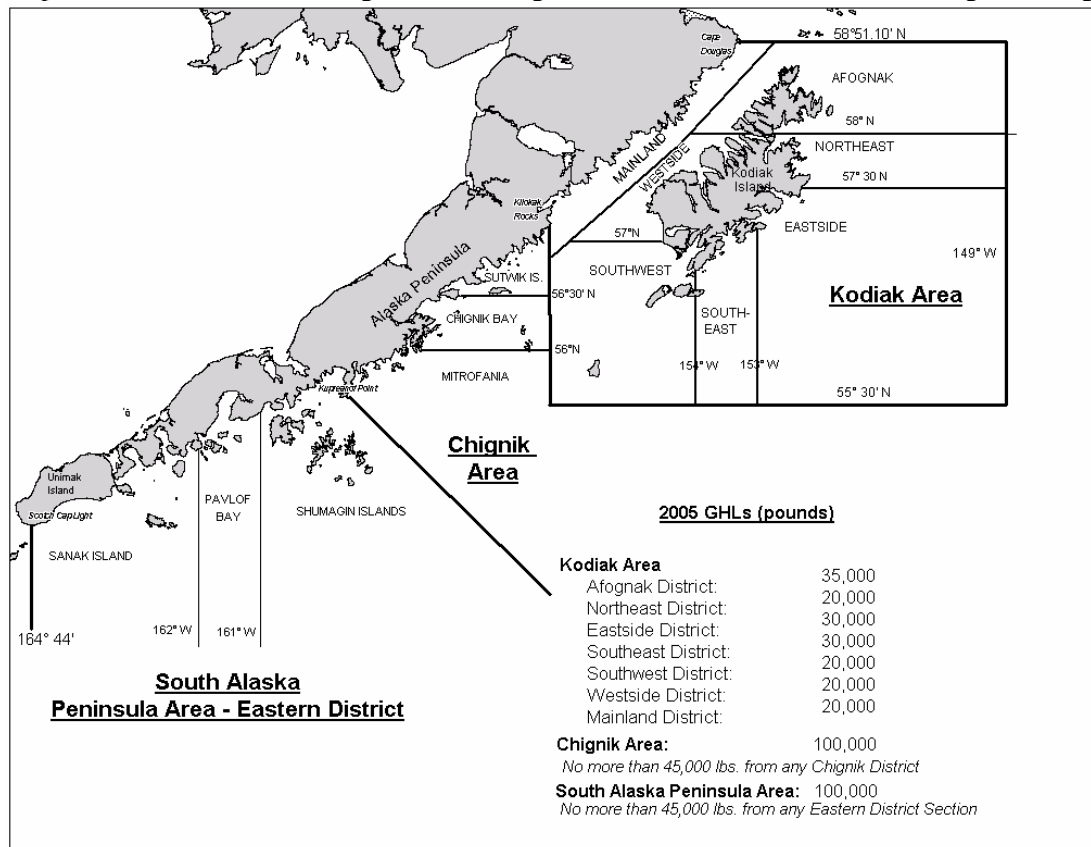 Cape
Douglas
58°51.10' N
AFOGNAK
58° N
MAINLAND
WESTSIDE
NORTHEAST
Kodiak
Island
57° 30 N
Kilokak
Rocks
57°N
EASTSIDE
149° W
SOUTHWEST
SUTWIK IS.
Alaska Peninsula
56°30' N
Kodiak Area
CHIGNIK BAY
SOUTH-
EAST
56°N
154° W
153° W
MITROFANIA
Kupreanof Point
55° 30 N
Chignik
Area
Unimak
Island
Scotch Cap Light
PAVLOF
BAY
SHUMAGIN ISLANDS
SANAK ISLAND
162° W
161° W
164° 44'
South Alaska
Peninsula Area - Eastern District
2005 GHLs (pounds)
Kodiak Area
Afognak District: 35,000
Northeast District: 20,000
Eastside District: 30,000
Southeast District: 30,000
Southwest District: 20,000
Westside District: 20,000
Mainland District: 20,000
Chignik Area: 100,000
No more than 45,000 lbs. from any Chignik District
South Alaska Peninsula Area: 100,000
No more than 45,000 lbs. from any Eastern District Section